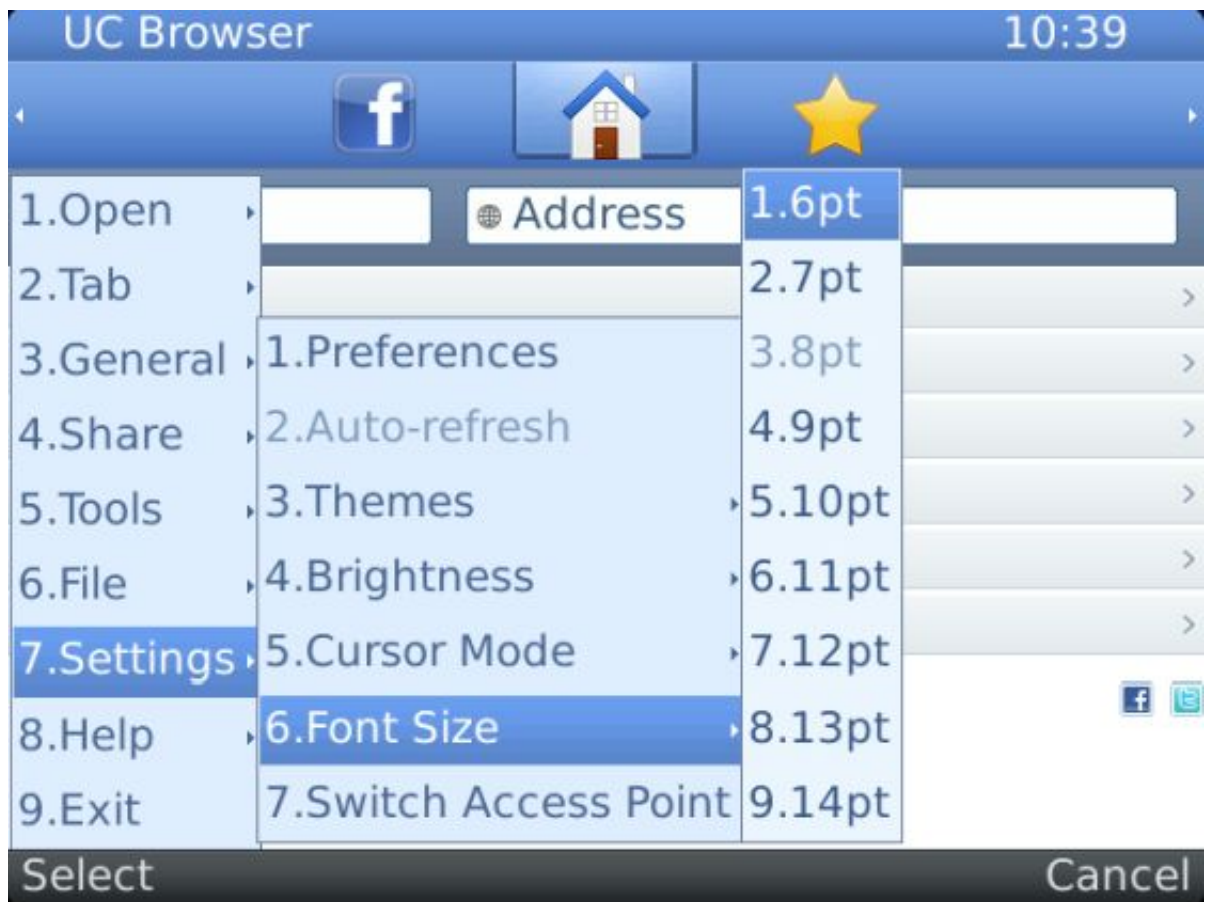 UC Browser 10:39
f
Address
1.Open
2.Tab
3.General
4.Share
5.Tools
6.File
7.Settings
8.Help
9.Exit
1.Preferences
2.Auto-refresh
3.Themes
4.Brightness
5.Cursor Mode
6.Font Size
7.Switch Access Point
1.6pt
2.7pt
3.8pt
4.9pt
5.10pt
6.11pt
7.12pt
8.13pt
9.14pt
f t
Select Cancel